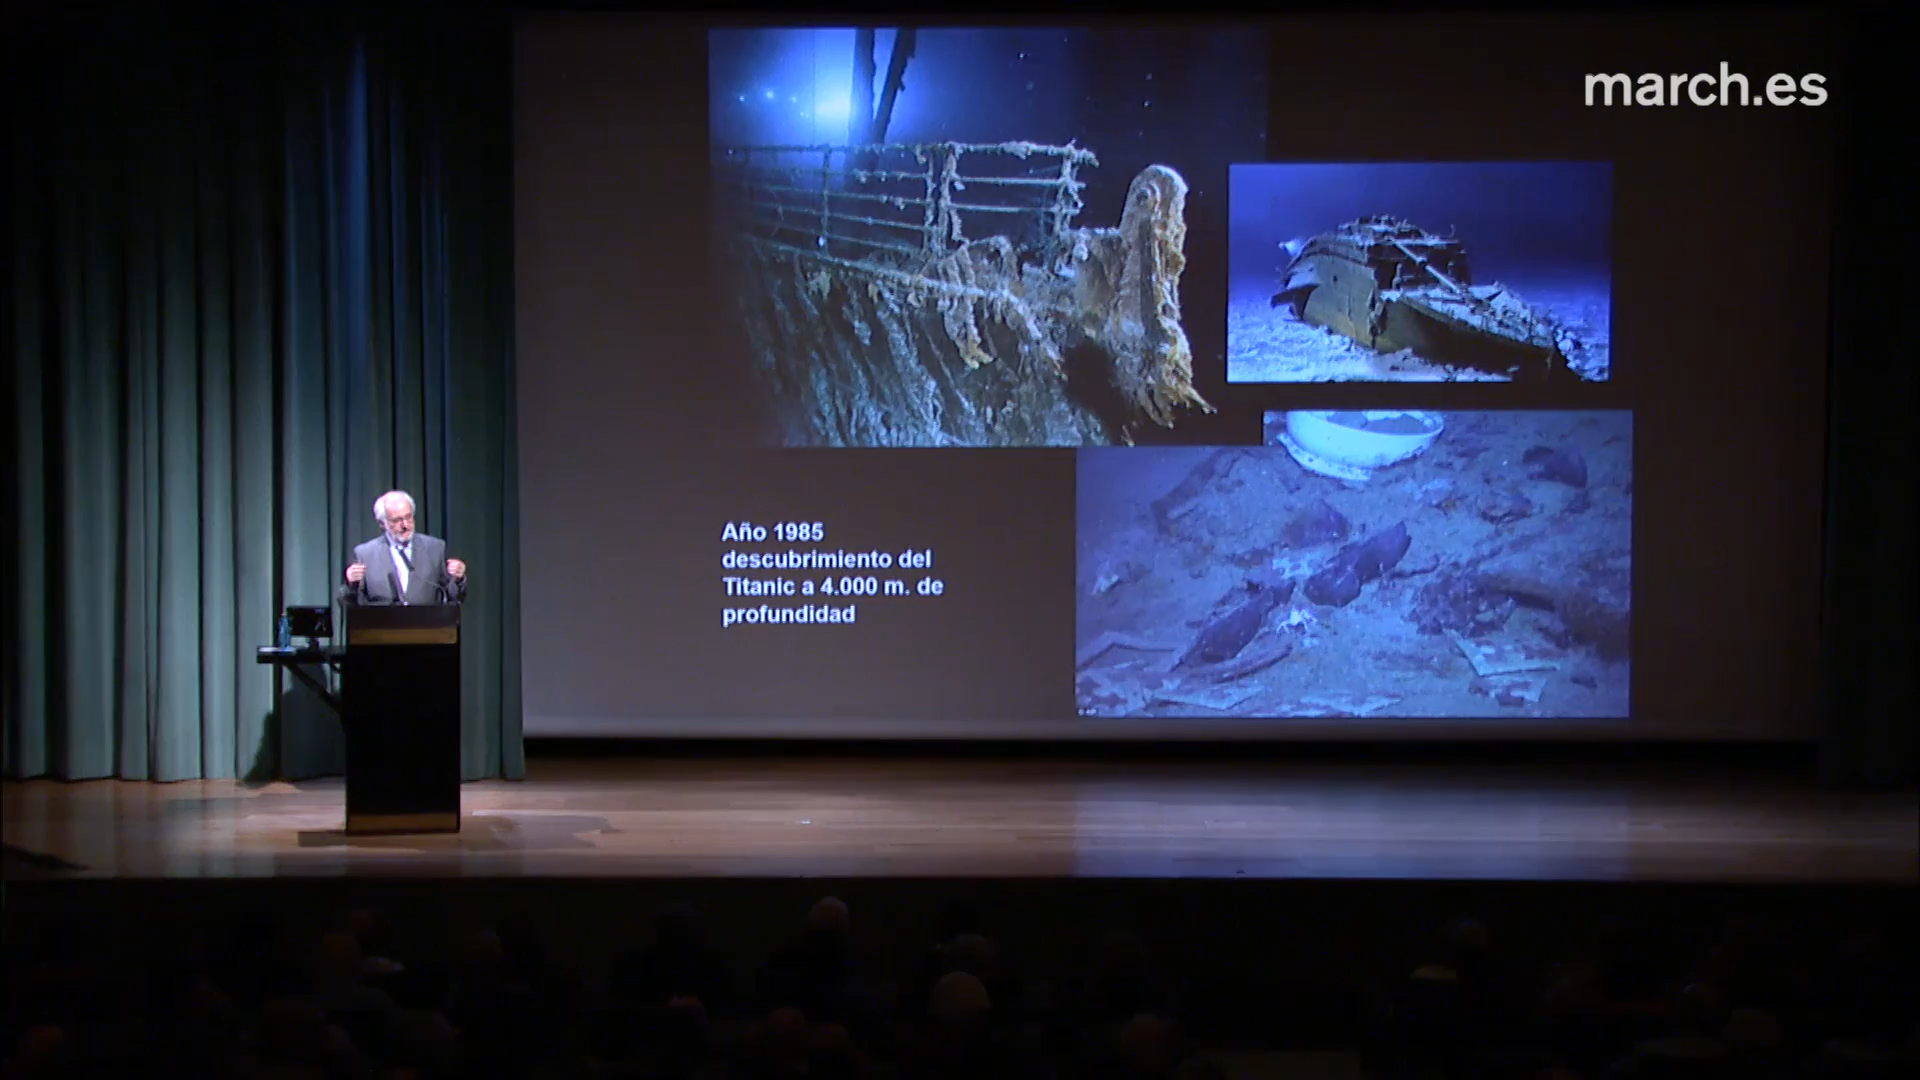 march.es
Año 1985
descubrimiento del
Titanic a 4.000 m. de
profundidad